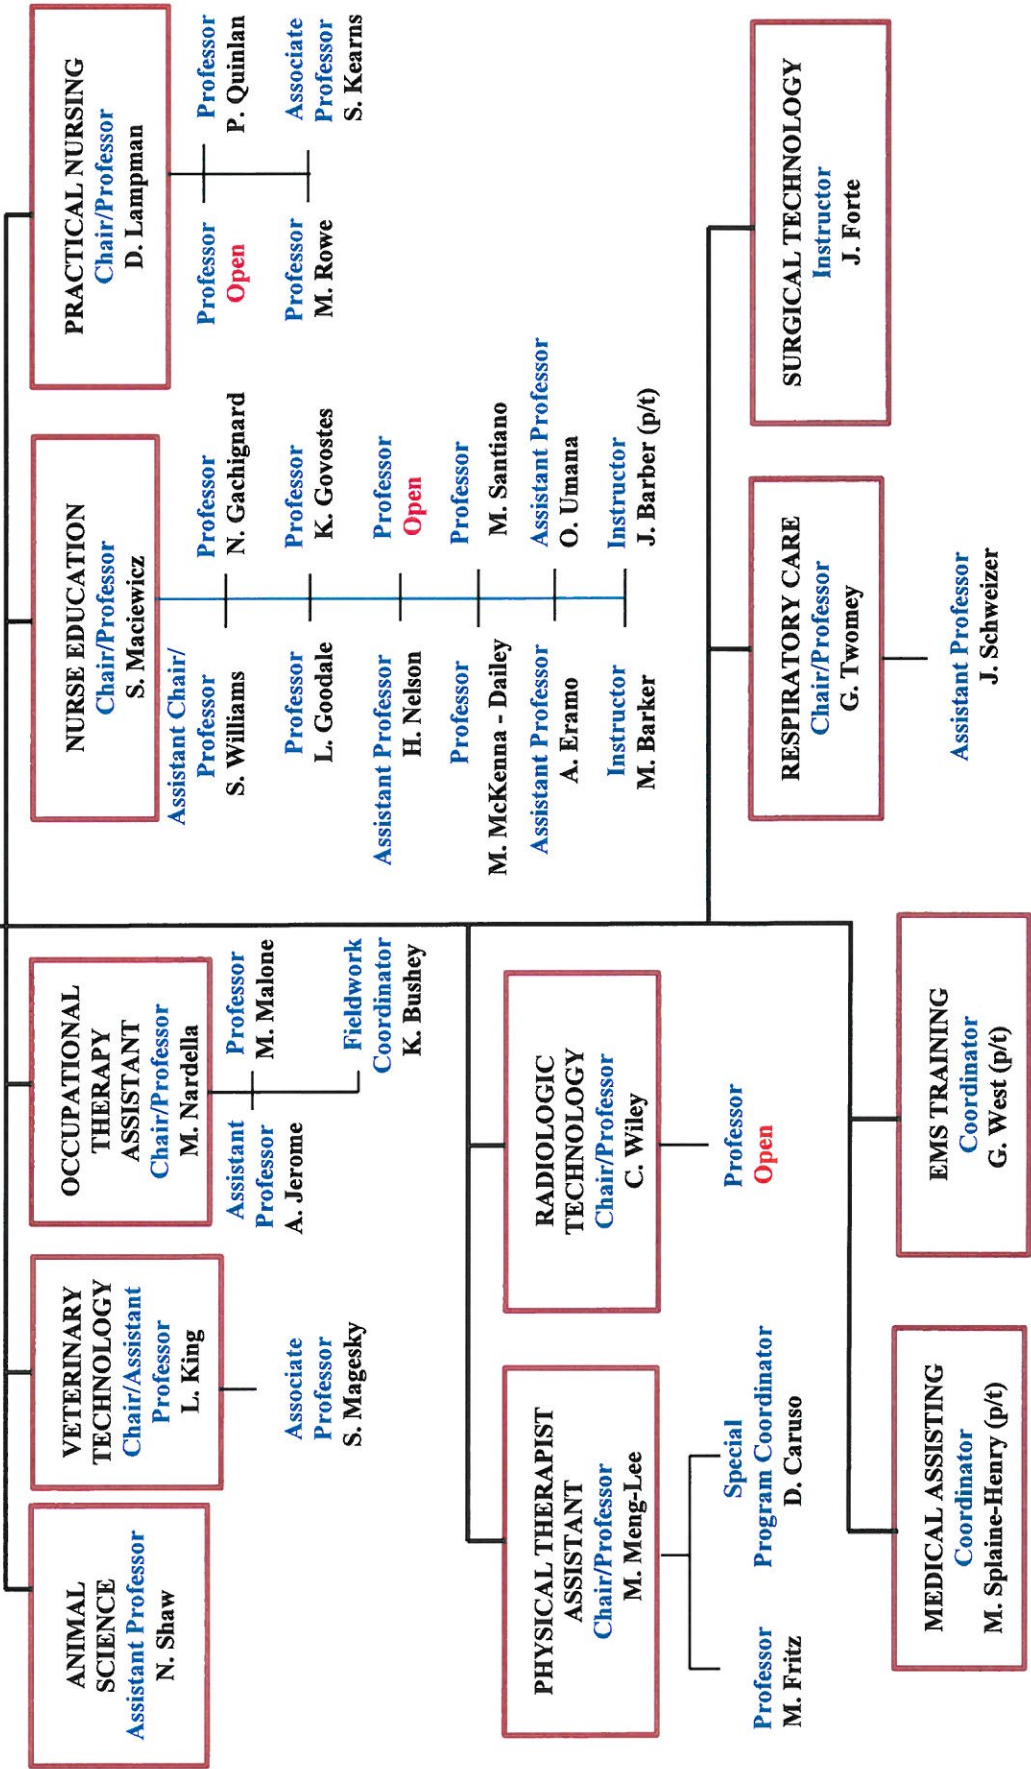 ANIMAL
SCIENCE
Assistant Professor
N. Shaw
VETERINARY
TECHNOLOGY
Chair/Assistant
Professor
L. King
Associate
Professor
S. Magesky
OCCUPATIONAL
THERAPY
ASSISTANT
Chair/Professor
M. Nardella
Assistant
Professor
A. Jerome
Professor
M. Malone
Fieldwork
Coordinator
K. Bushey
NURSE EDUCATION
Chair/Professor
S. Maciewicz
Assistant Chair/
Professor
S. Williams
Professor
N. Gachignard
Professor
L. Goodale
Professor
K. Govostes
Assistant Professor
H. Nelson
Professor
Open
Professor
M. McKenna - Dailey
Professor
M. Santiano
Assistant Professor
A. Eramo
Assistant Professor
O. Umana
Instructor
M. Barker
Instructor
J. Barber (p/t)
PRACTICAL NURSING
Chair/Professor
D. Lampman
Professor
Open
Professor
P. Quinlan
Professor
M. Rowe
Associate
Professor
S. Kearns
PHYSICAL THERAPIST
ASSISTANT
Chair/Professor
M. Meng-Lee
Professor
M. Fritz
Special
Program Coordinator
D. Caruso
RADIOLOGIC
TECHNOLOGY
Chair/Professor
C. Wiley
Professor
Open
RESPIRATORY CARE
Chair/Professor
G. Twomey
Assistant Professor
J. Schweizer
SURGICAL TECHNOLOGY
Instructor
J. Forte
MEDICAL ASSISTING
Coordinator
M. Splaine-Henry (p/t)
EMS TRAINING
Coordinator
G. West (p/t)